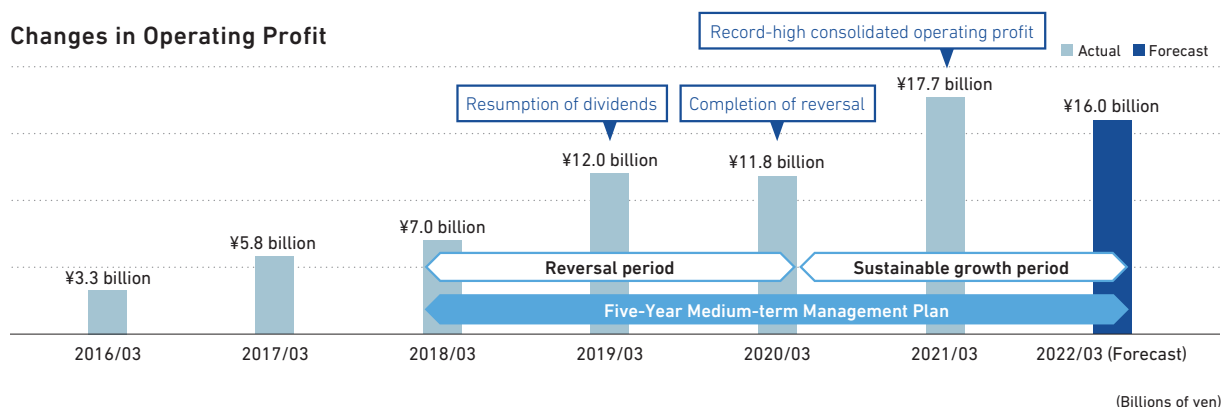 Changes in Operating Profit
Record-high consolidated operating profit
Actual
Forecast
Resumption of dividends
Completion of reversal
¥17.7 billion
¥16.0 billion
¥12.0 billion
¥11.8 billion
¥7.0 billion
¥5.8 billion
¥3.3 billion
Reversal period
Sustainable growth period
Five-Year Medium-term Management Plan
2016/03
2017/03
2018/03
2019/03
2020/03
2021/03
2022/03 (Forecast)
(Billions of yen)